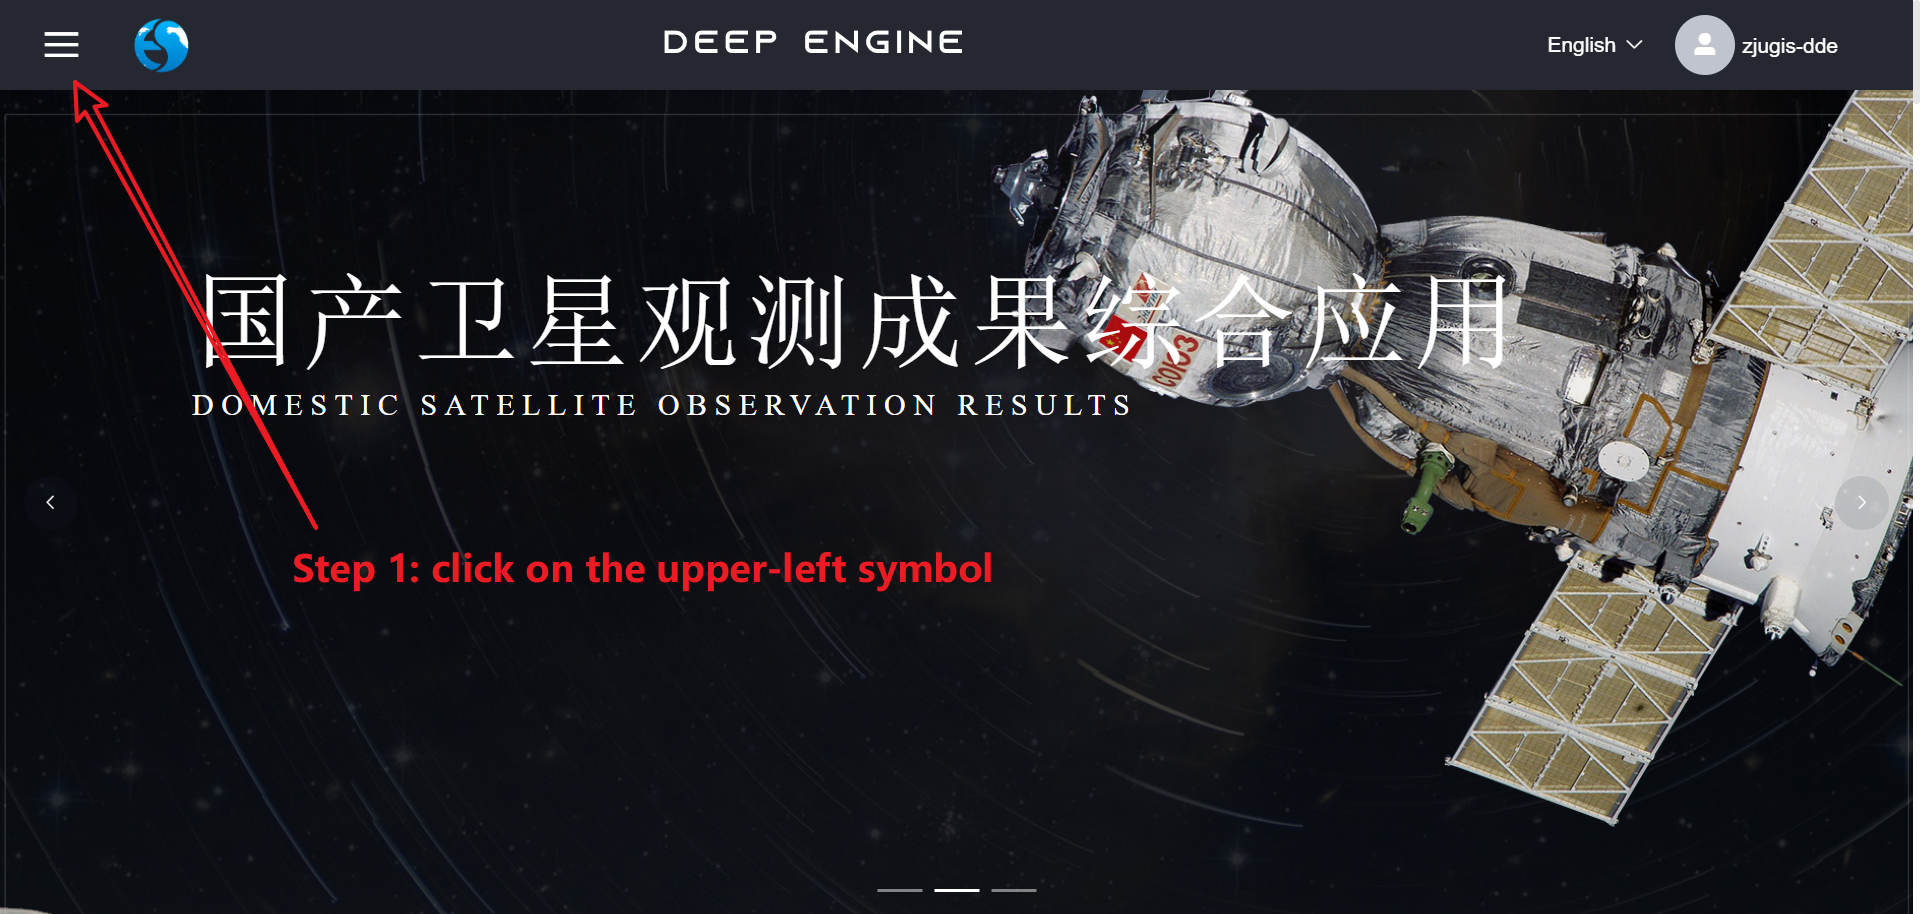 DEEP ENGINE
English
zjugis-dde
国产卫星观测成果综合应用
DOMESTIC SATELLITE OBSERVATION RESULTS
СОЮЗ
Step 1: click on the upper-left symbol